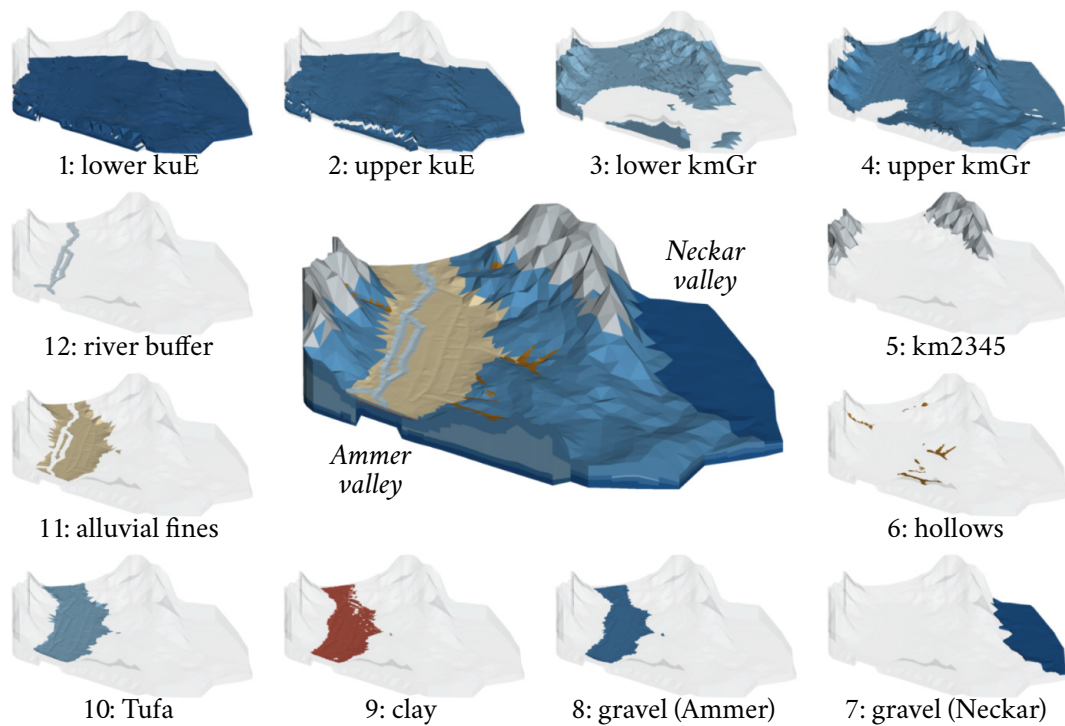 1: lower kuE
2: upper kuE
3: lower kmGr
4: upper kmGr
Neckar
valley
12: river buffer
5: km2345
Ammer
valley
11: alluvial fines
6: hollows
10: Tufa
9: clay
8: gravel (Ammer)
7: gravel (Neckar)